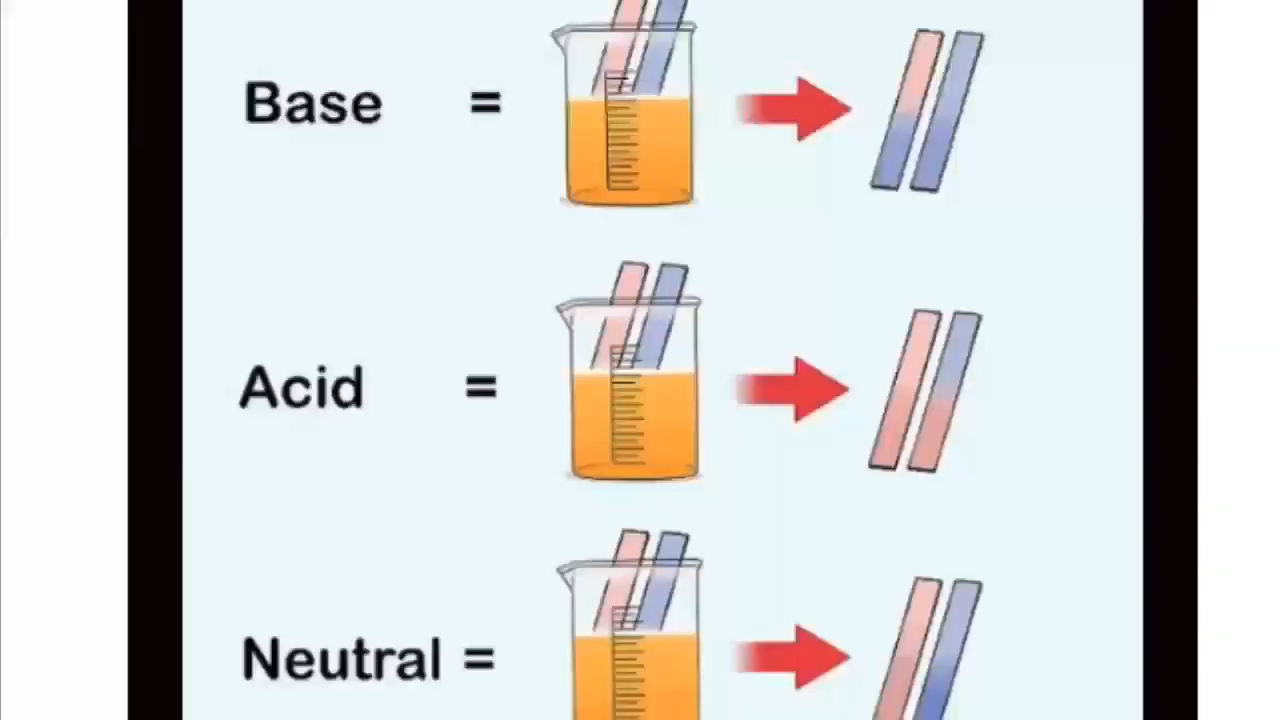 Base =
Acid =
Neutral =